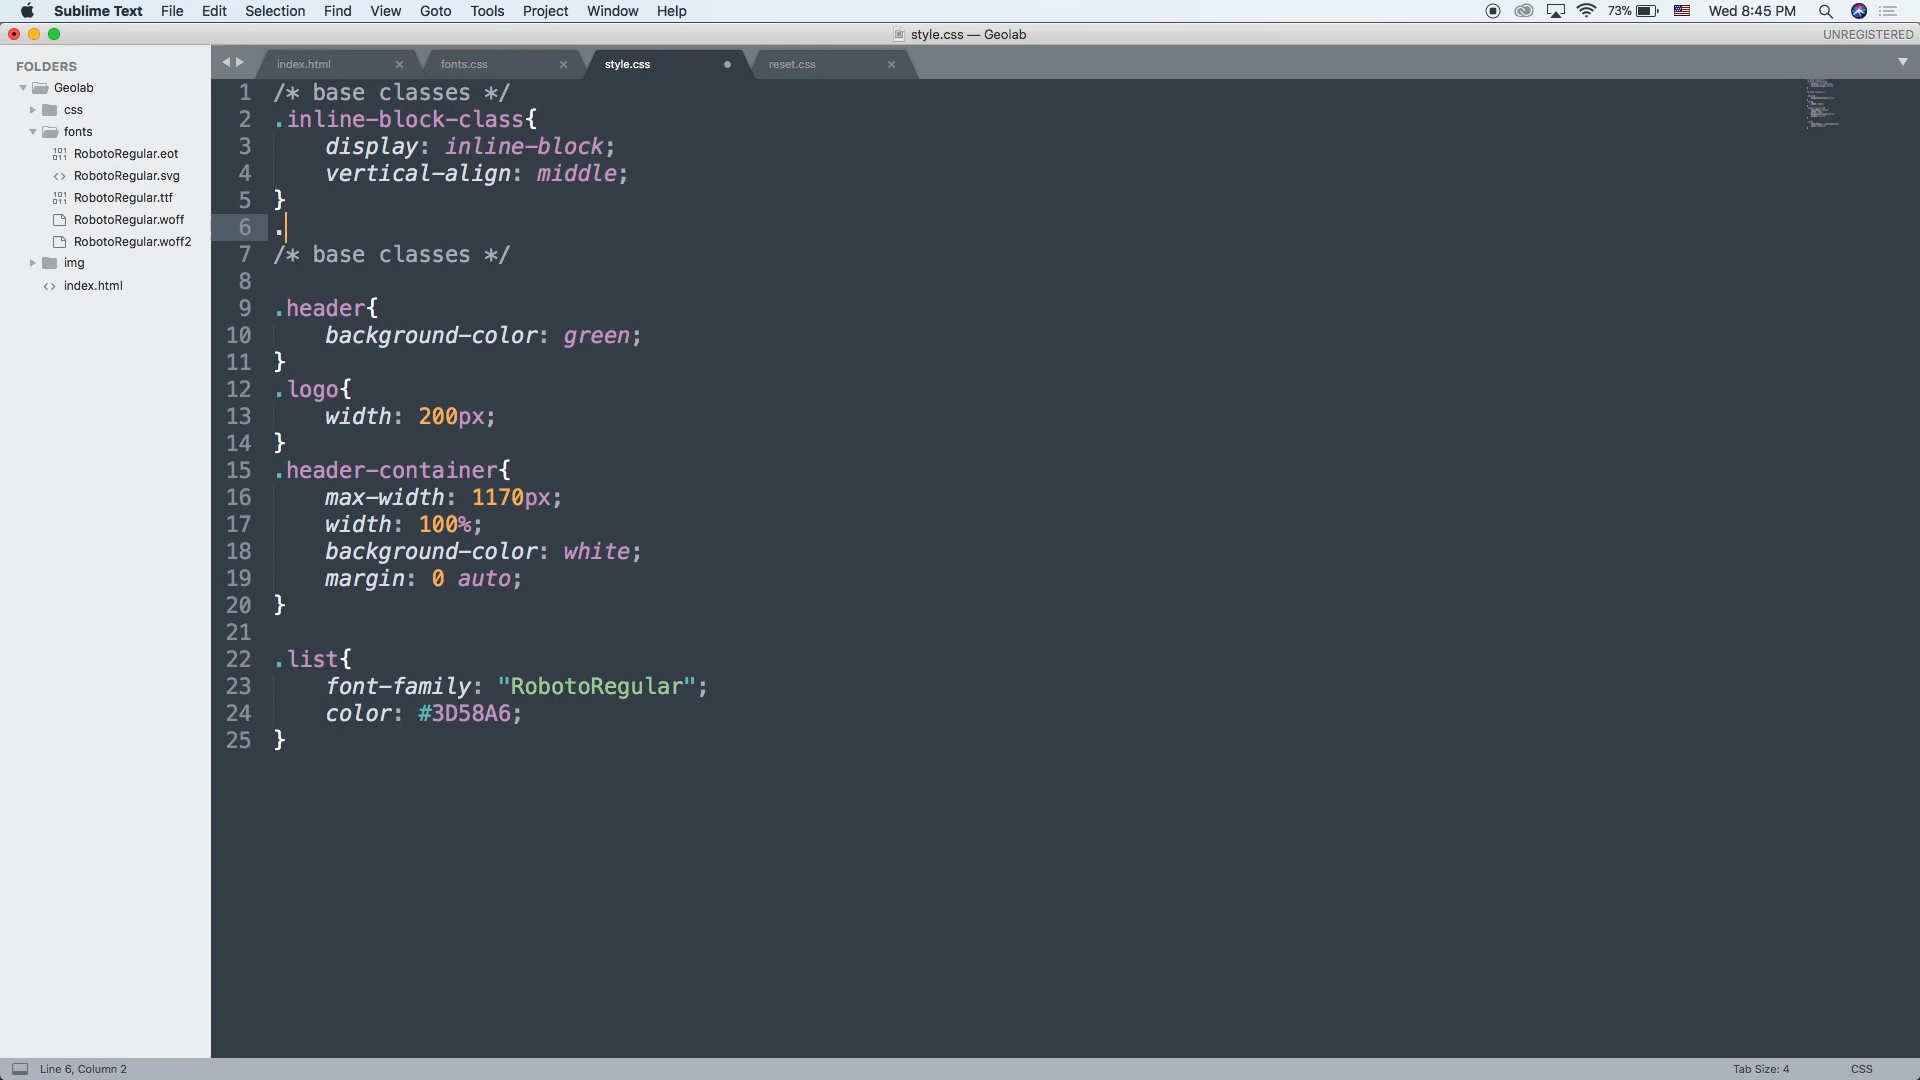 Sublime Text File Edit Selection Find View Goto Tools Project Window Help 73% Wed 8:45 PM
style.css — Geolab UNREGISTERED
FOLDERS
Geolab
css
fonts
RobotoRegular.eot
RobotoRegular.svg
RobotoRegular.ttf
RobotoRegular.woff
RobotoRegular.woff2
img
index.html
index.html fonts.css style.css reset.css
1 /* base classes */
2 .inline-block-class{
3 display: inline-block;
4 vertical-align: middle;
5 }
6 .
7 /* base classes */
8
9 .header{
10 background-color: green;
11 }
12 .logo{
13 width: 200px;
14 }
15 .header-container{
16 max-width: 1170px;
17 width: 100%;
18 background-color: white;
19 margin: 0 auto;
20 }
21
22 .list{
23 font-family: "RobotoRegular";
24 color: #3D58A6;
25 }
Line 6, Column 2 Tab Size: 4 CSS